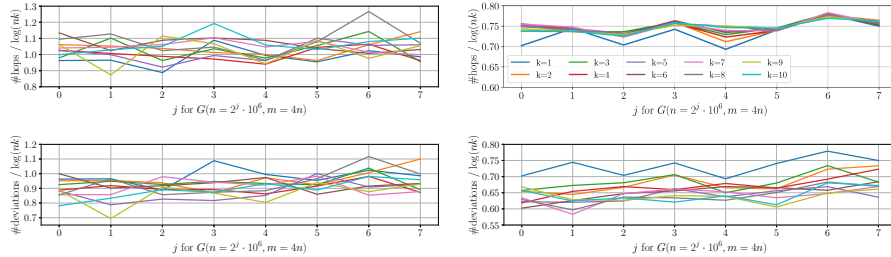 #hops / log(nk)
1.3
1.2
1.1
1.0
0.9
0.8
0 1 2 3 4 5 6 7
j for G(n = 2^j · 10^6, m = 4n)
#hops / log(nk)
0.80
0.75
0.70
0.65
0.60
k=1 k=3 k=5 k=7 k=9
k=2 k=4 k=6 k=8 k=10
0 1 2 3 4 5 6 7
j for G(n = 2^j · 10^6, m = 4n)
#deviations / log(nk)
1.2
1.1
1.0
0.9
0.8
0.7
0 1 2 3 4 5 6 7
j for G(n = 2^j · 10^6, m = 4n)
#deviations / log(nk)
0.80
0.75
0.70
0.65
0.60
0.55
0 1 2 3 4 5 6 7
j for G(n = 2^j · 10^6, m = 4n)